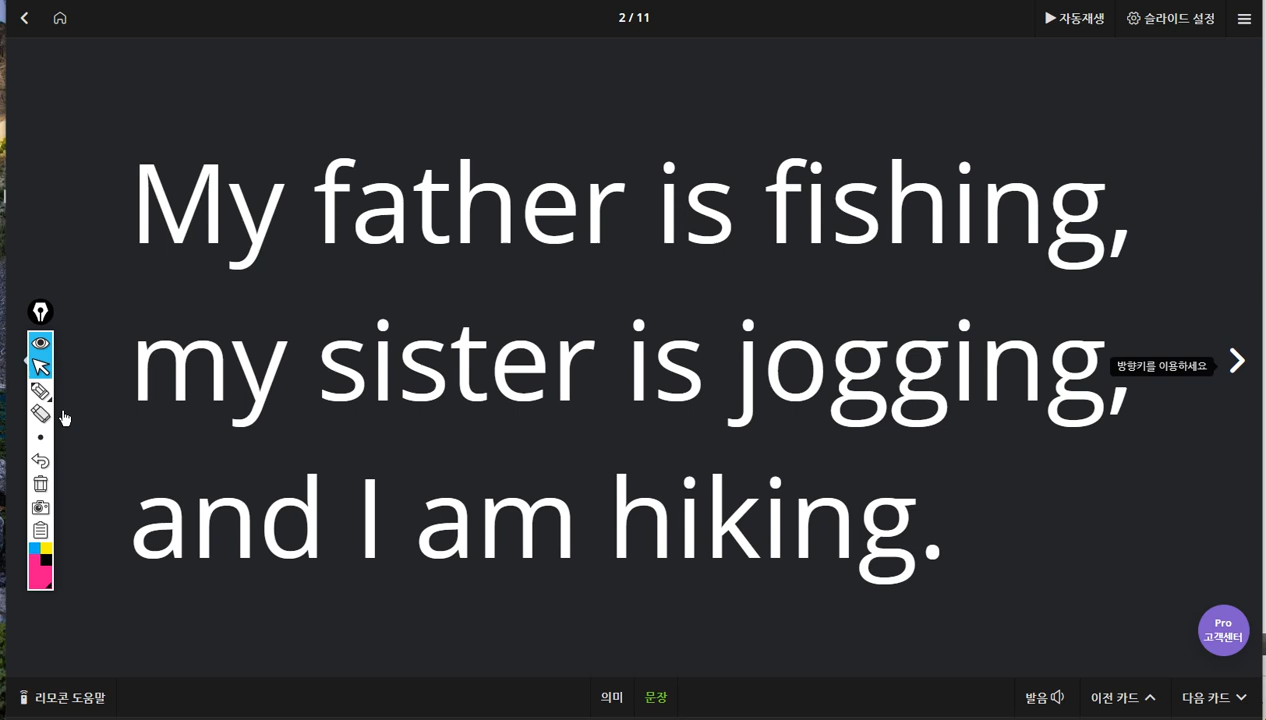 2 / 11
자동재생
슬라이드 설정
My father is fishing,
my sister is jogging,
방향키를 이용하세요
and I am hiking.
Pro
고객센터
리모콘 도움말
의미
문장
발음
이전 카드
다음 카드